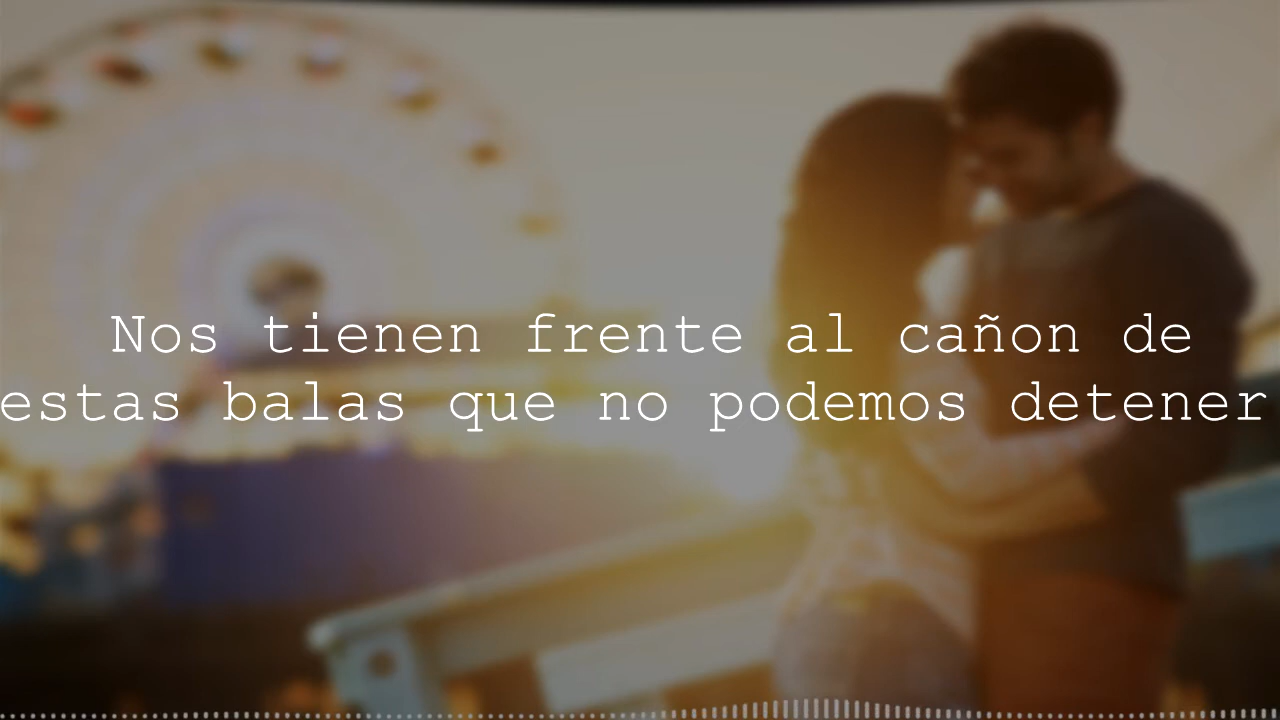 Nos tienen frente al cañon de
estas balas que no podemos detener